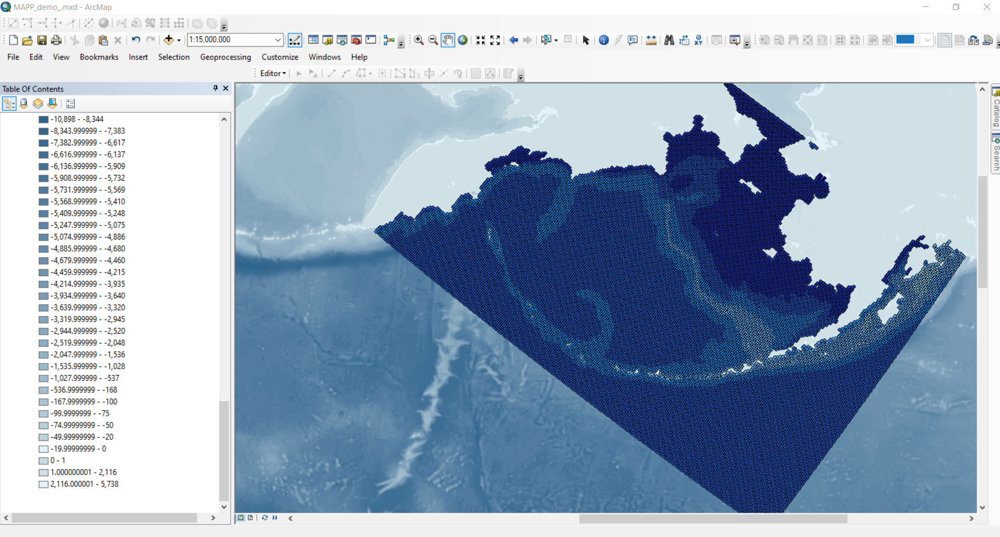 MAPP_demo_.mxd - ArcMap
1:15,000,000
100%
File Edit View Bookmarks Insert Selection Geoprocessing Customize Windows Help
Editor
Table Of Contents
-10,898 - -8,344
-8,343.999999 - -7,383
-7,382.999999 - -6,617
-6,616.999999 - -6,137
-6,136.999999 - -5,909
-5,908.999999 - -5,732
-5,731.999999 - -5,569
-5,568.999999 - -5,410
-5,409.999999 - -5,248
-5,247.999999 - -5,075
-5,074.999999 - -4,886
-4,885.999999 - -4,680
-4,679.999999 - -4,460
-4,459.999999 - -4,215
-4,214.999999 - -3,935
-3,934.999999 - -3,640
-3,639.999999 - -3,320
-3,319.999999 - -2,945
-2,944.999999 - -2,520
-2,519.999999 - -2,048
-2,047.999999 - -1,536
-1,535.999999 - -1,028
-1,027.999999 - -537
-536.9999999 - -168
-167.9999999 - -100
-99.9999999 - -75
-74.99999999 - -50
-49.99999999 - -20
-19.99999999 - 0
0 - 1
1.000000001 - 2,116
2,116.000001 - 5,738
Catalog
Search